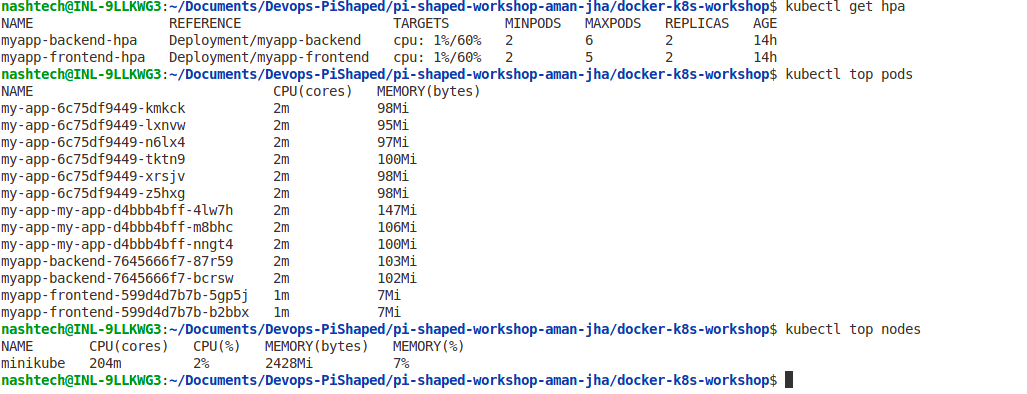 nashtech@INL-9LLKWG3:~/Documents/Devops-PiShaped/pi-shaped-workshop-aman-jha/docker-k8s-workshop$ kubectl get hpa
NAME REFERENCE TARGETS MINPODS MAXPODS REPLICAS AGE
myapp-backend-hpa Deployment/myapp-backend cpu: 1%/60% 2 6 2 14h
myapp-frontend-hpa Deployment/myapp-frontend cpu: 1%/60% 2 5 2 14h
nashtech@INL-9LLKWG3:~/Documents/Devops-PiShaped/pi-shaped-workshop-aman-jha/docker-k8s-workshop$ kubectl top pods
NAME CPU(cores) MEMORY(bytes)
my-app-6c75df9449-kmkck 2m 98Mi
my-app-6c75df9449-lxnvw 2m 95Mi
my-app-6c75df9449-n6lx4 2m 97Mi
my-app-6c75df9449-tktn9 2m 100Mi
my-app-6c75df9449-xrsjv 2m 98Mi
my-app-6c75df9449-z5hxg 2m 98Mi
my-app-my-app-d4bbb4bff-4lw7h 2m 147Mi
my-app-my-app-d4bbb4bff-m8bhc 2m 106Mi
my-app-my-app-d4bbb4bff-nngt4 2m 100Mi
myapp-backend-7645666f7-87r59 2m 103Mi
myapp-backend-7645666f7-bcrsw 2m 102Mi
myapp-frontend-599d4d7b7b-5gp5j 1m 7Mi
myapp-frontend-599d4d7b7b-b2bbx 1m 7Mi
nashtech@INL-9LLKWG3:~/Documents/Devops-PiShaped/pi-shaped-workshop-aman-jha/docker-k8s-workshop$ kubectl top nodes
NAME CPU(cores) CPU(%) MEMORY(bytes) MEMORY(%)
minikube 204m 2% 2428Mi 7%
nashtech@INL-9LLKWG3:~/Documents/Devops-PiShaped/pi-shaped-workshop-aman-jha/docker-k8s-workshop$